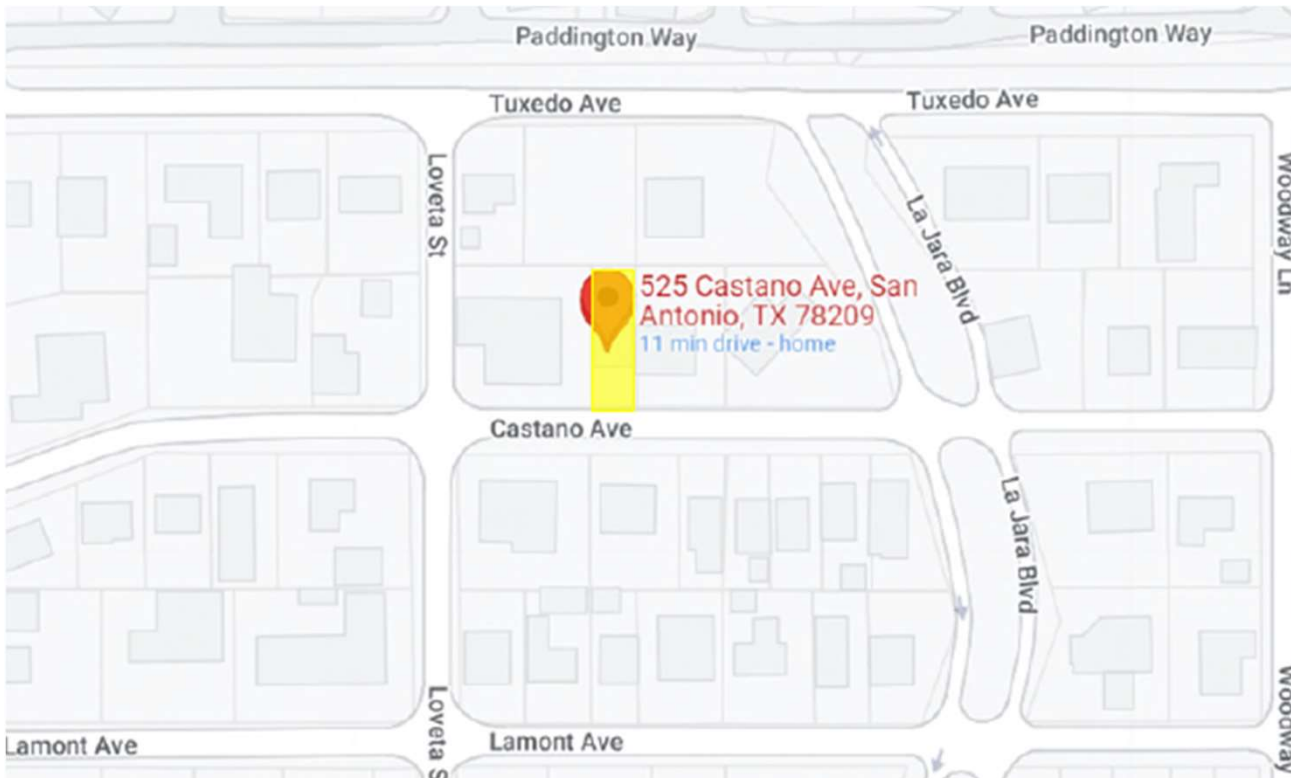 Paddington Way
Paddington Way
Tuxedo Ave
Tuxedo Ave
Loveta St
La Jara Blvd
Woodway Ln
525 Castano Ave, San
Antonio, TX 78209
11 min drive - home
Castano Ave
La Jara Blvd
Loveta S
Woodway
Lamont Ave
Lamont Ave